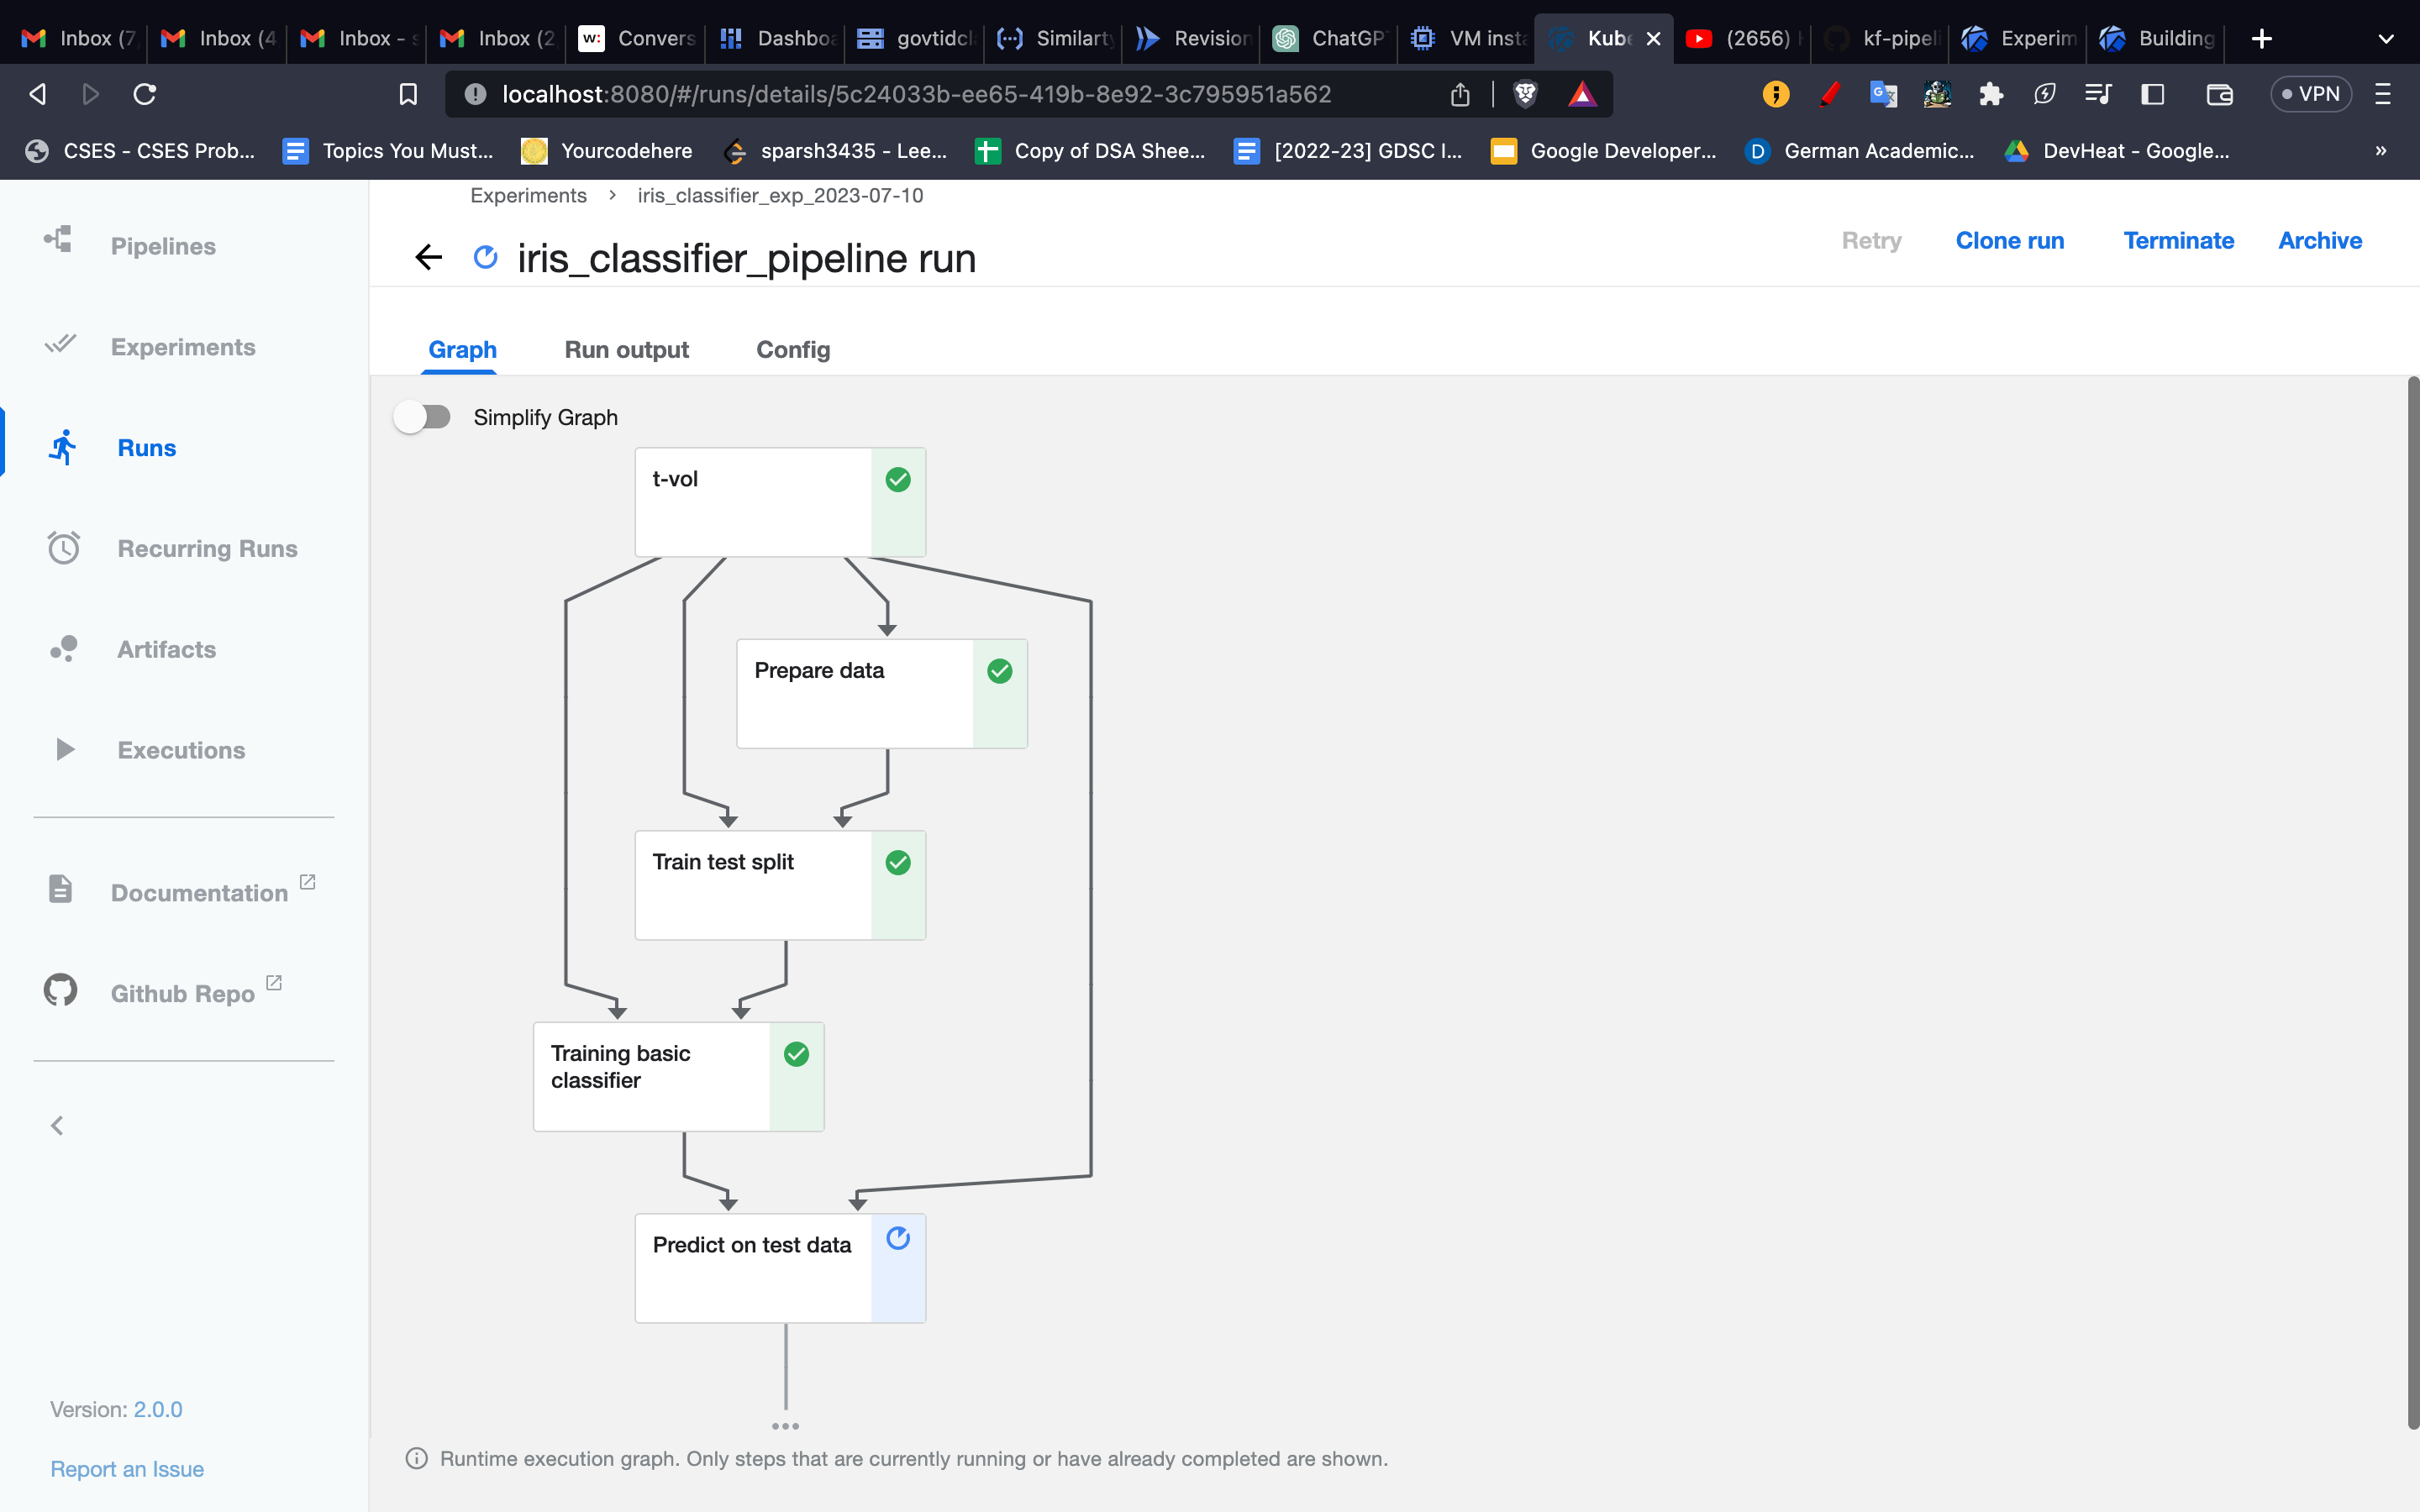 Inbox (7,
Inbox (4
Inbox - s
Inbox (2
w:
Convers
Dashboa
govtidcl
Similarty
Revision
ChatGPT
VM insta
Kube
(2656)
kf-pipeli
Experim
Building
localhost:8080/#/runs/details/5c24033b-ee65-419b-8e92-3c795951a562
VPN
CSES - CSES Prob...
Topics You Must...
Yourcodehere
sparsh3435 - Lee...
Copy of DSA Shee...
[2022-23] GDSC I...
Google Developer...
D
German Academic...
DevHeat - Google...
»
Pipelines
Experiments
Runs
Recurring Runs
Artifacts
Executions
Documentation
Github Repo
Version: 2.0.0
Report an Issue
Experiments > iris_classifier_exp_2023-07-10
iris_classifier_pipeline run
Retry
Clone run
Terminate
Archive
Graph
Run output
Config
Simplify Graph
t-vol
Prepare data
Train test split
Training basic
classifier
Predict on test data
Runtime execution graph. Only steps that are currently running or have already completed are shown.